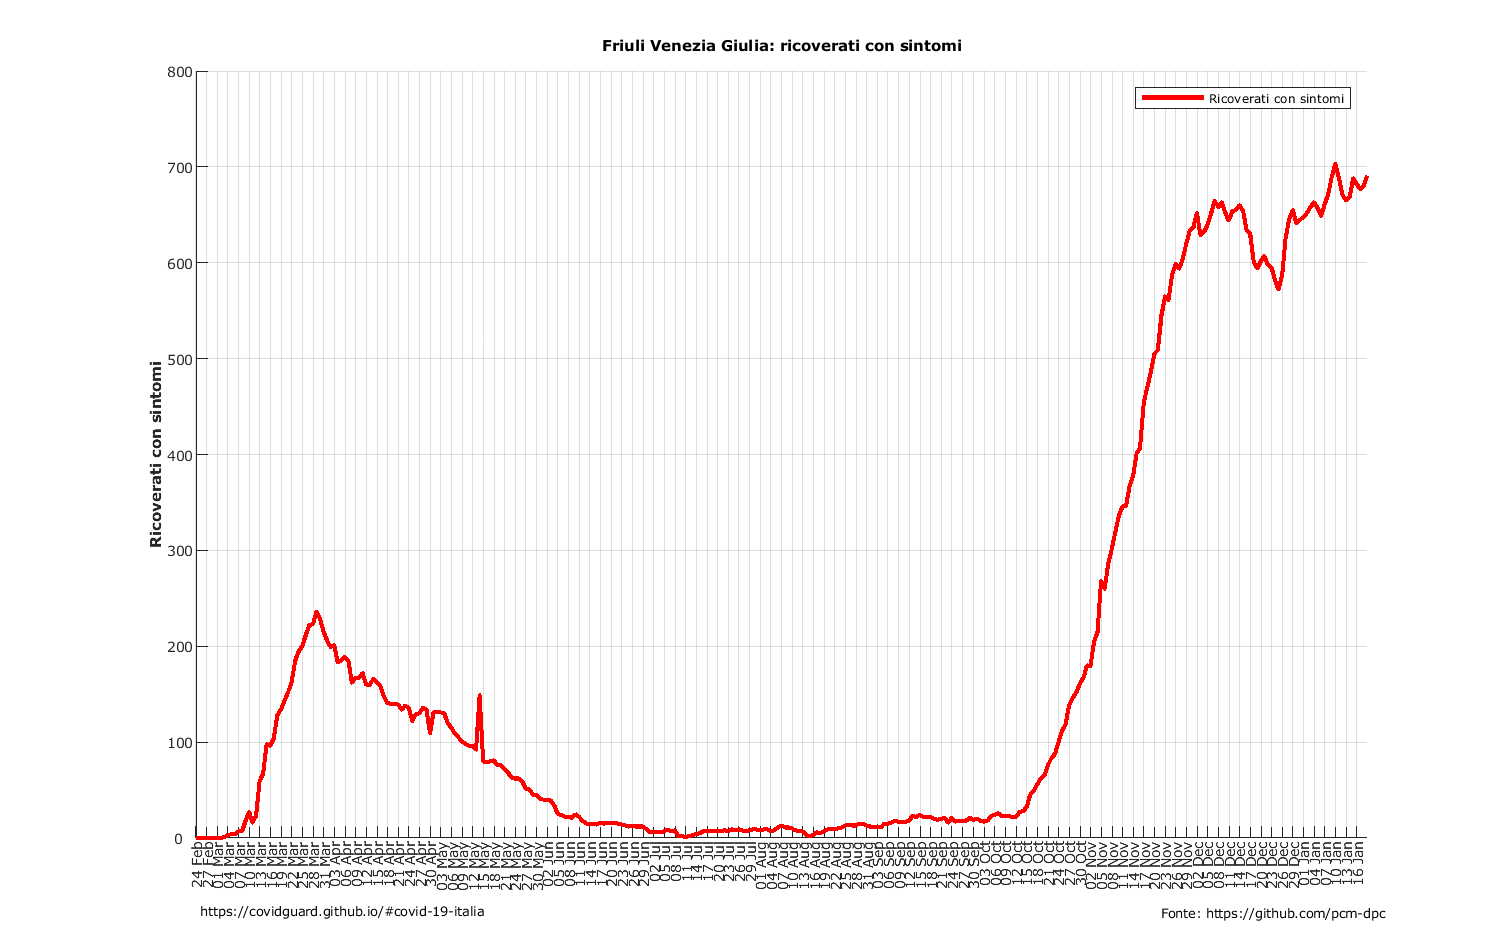 Friuli Venezia Giulia: ricoverati con sintomi
Ricoverati con sintomi
Ricoverati con sintomi
800
700
600
500
400
300
200
100
0
24 Feb
27 Feb
01 Mar
04 Mar
07 Mar
10 Mar
13 Mar
16 Mar
19 Mar
22 Mar
25 Mar
28 Mar
31 Mar
03 Apr
06 Apr
09 Apr
12 Apr
15 Apr
18 Apr
21 Apr
24 Apr
27 Apr
30 Apr
03 May
06 May
09 May
12 May
15 May
18 May
21 May
24 May
27 May
30 May
02 Jun
05 Jun
08 Jun
11 Jun
14 Jun
17 Jun
20 Jun
23 Jun
26 Jun
29 Jun
02 Jul
05 Jul
08 Jul
11 Jul
14 Jul
17 Jul
20 Jul
23 Jul
26 Jul
29 Jul
01 Aug
04 Aug
07 Aug
10 Aug
13 Aug
16 Aug
19 Aug
22 Aug
25 Aug
28 Aug
31 Aug
03 Sep
06 Sep
09 Sep
12 Sep
15 Sep
18 Sep
21 Sep
24 Sep
27 Sep
30 Sep
03 Oct
06 Oct
09 Oct
12 Oct
15 Oct
18 Oct
21 Oct
24 Oct
27 Oct
30 Oct
02 Nov
05 Nov
08 Nov
11 Nov
14 Nov
17 Nov
20 Nov
23 Nov
26 Nov
29 Nov
02 Dec
05 Dec
08 Dec
11 Dec
14 Dec
17 Dec
20 Dec
23 Dec
26 Dec
29 Dec
01 Jan
04 Jan
07 Jan
10 Jan
13 Jan
16 Jan
https://covidguard.github.io/#covid-19-italia
Fonte: https://github.com/pcm-dpc